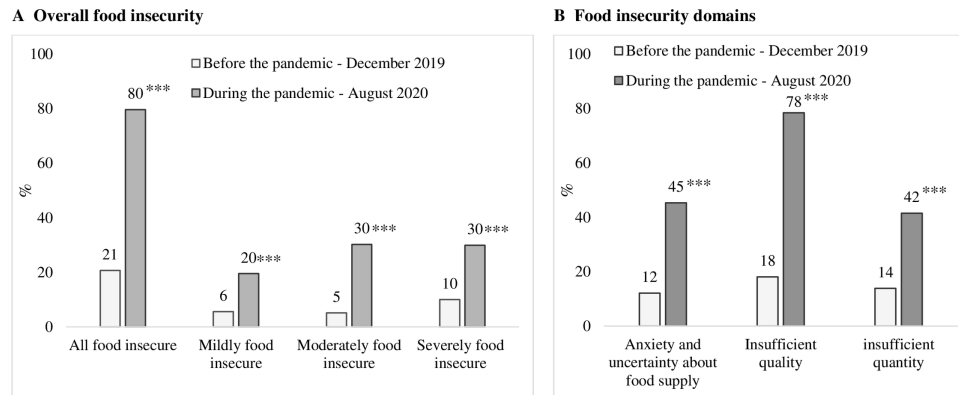 A Overall food insecurity
100
80
60
40
20
0
%
Before the pandemic - December 2019
During the pandemic - August 2020
21
80***
6
20***
5
30***
10
30***
All food insecure
Mildly food
insecure
Moderately food
insecure
Severely food
insecure
B Food insecurity domains
100
80
60
40
20
0
%
Before the pandemic - December 2019
During the pandemic - August 2020
12
45***
18
78***
14
42***
Anxiety and
uncertainty about
food supply
Insufficient
quality
insufficient
quantity